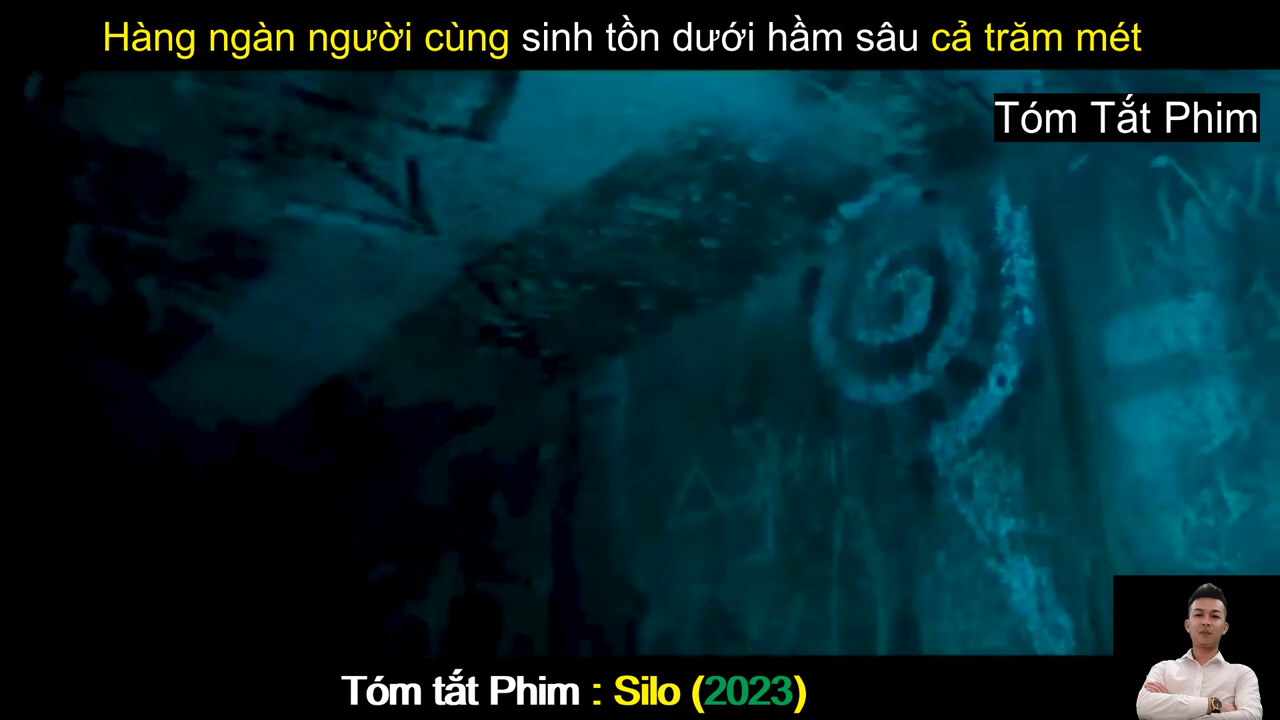 Hàng ngàn người cùng sinh tồn dưới hầm sâu cả trăm mét
Tóm Tắt Phim
Tóm tắt Phim : Silo (2023)